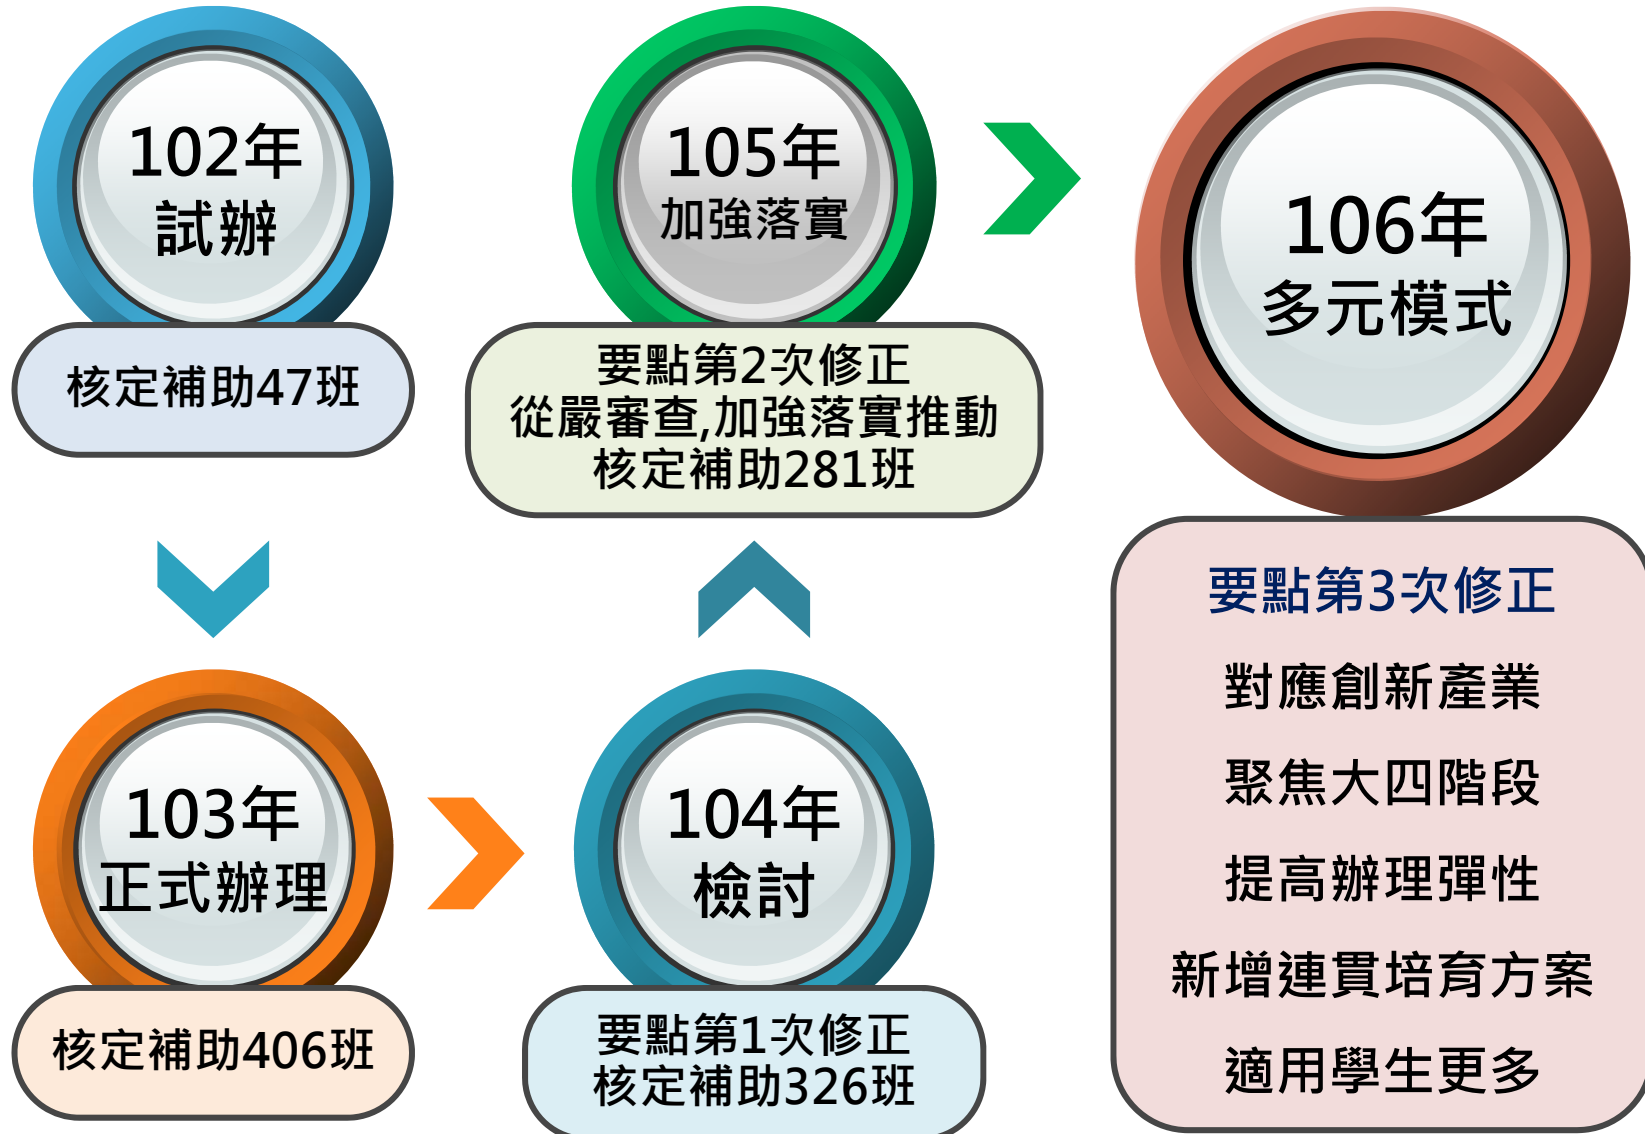 102年
試辦
核定補助47班
103年
正式辦理
核定補助406班
104年
檢討
要點第1次修正
核定補助326班
105年
加強落實
要點第2次修正
從嚴審查,加強落實推動
核定補助281班
106年
多元模式
要點第3次修正
對應創新產業
聚焦大四階段
提高辦理彈性
新增連貫培育方案
適用學生更多